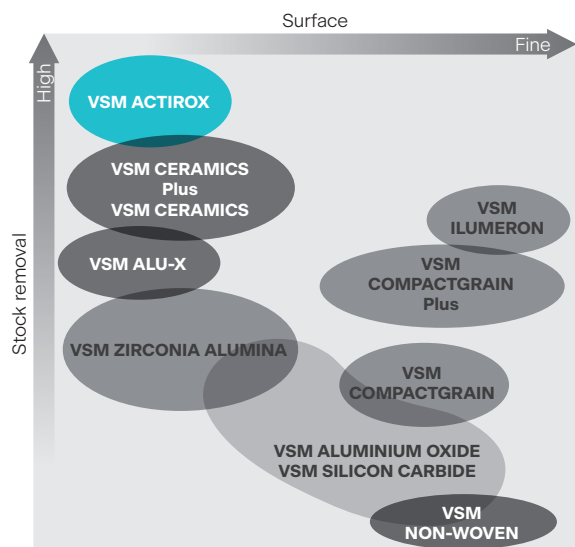 Surface
Fine
High
Stock removal
VSM ACTIROX
VSM CERAMICS
Plus
VSM CERAMICS
VSM ILUMERON
VSM ALU-X
VSM
COMPACTGRAIN
Plus
VSM ZIRCONIA ALUMINA
VSM
COMPACTGRAIN
VSM ALUMINIUM OXIDE
VSM SILICON CARBIDE
VSM
NON-WOVEN